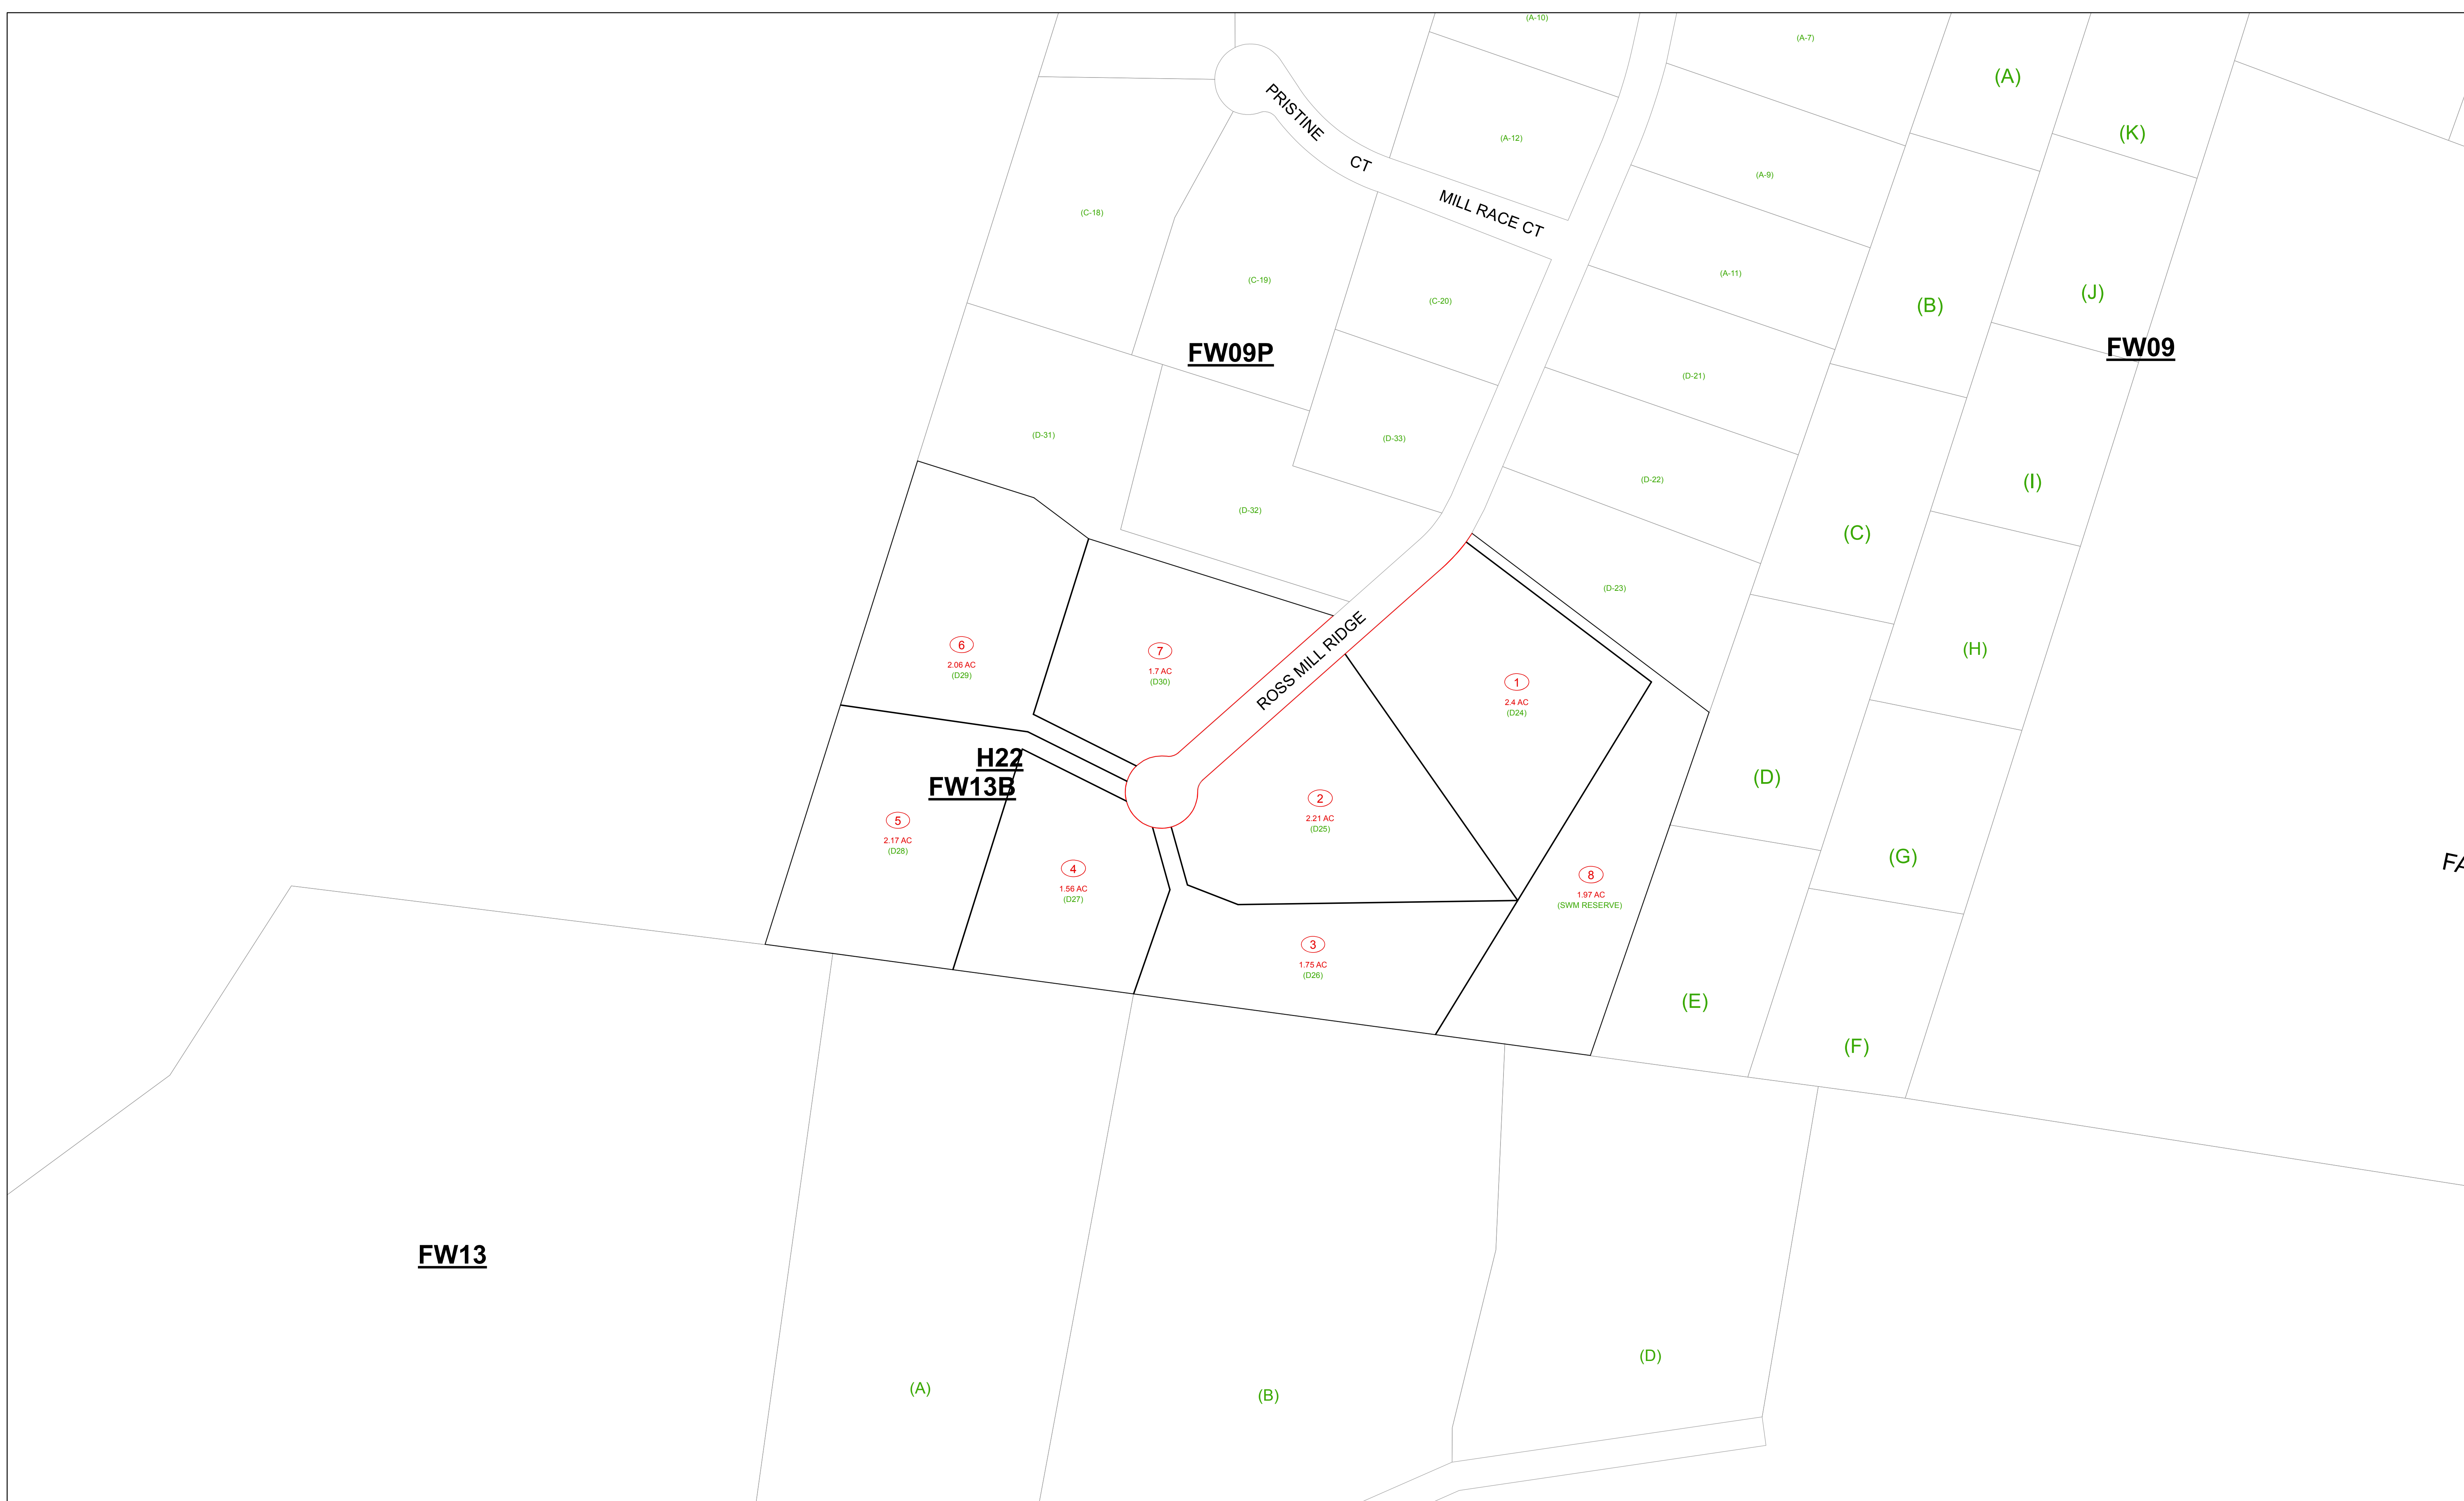 (A-10)
(A-7)
(A)
(K)
PRISTINE
CT
(A-12)
MILL RACE CT
(A-9)
(C-18)
(C-19)
(C-20)
(A-11)
(B)
(J)
FW09P
FW09
(D-21)
(D-31)
(D-33)
(D-32)
(D-22)
(I)
(C)
(D-23)
(H)
6
2.06 AC
(D29)
7
1.7 AC
(D30)
ROSS MILL RIDGE
1
2.4 AC
(D24)
H22
FW13B
(D)
2
2.21 AC
(D25)
5
2.17 AC
(D28)
4
1.56 AC
(D27)
8
1.97 AC
(SWM RESERVE)
(G)
FA
3
1.75 AC
(D26)
(E)
(F)
FW13
(A)
(B)
(D)